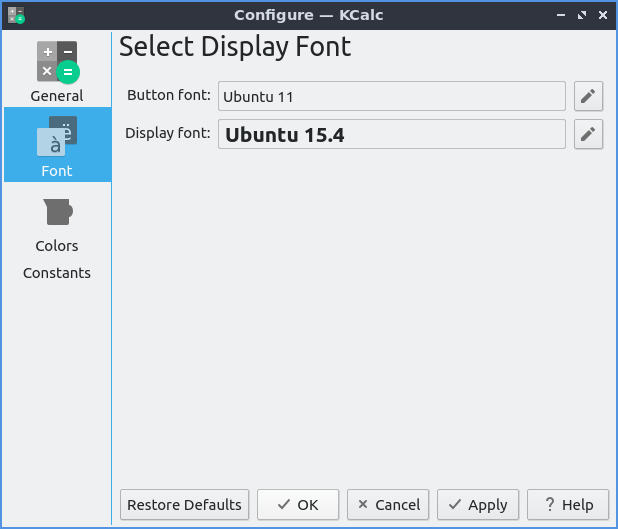 Configure — KCalc
General
Font
Colors
Constants
Select Display Font
Button font: Ubuntu 11
Display font: Ubuntu 15.4
Restore Defaults OK Cancel Apply ? Help